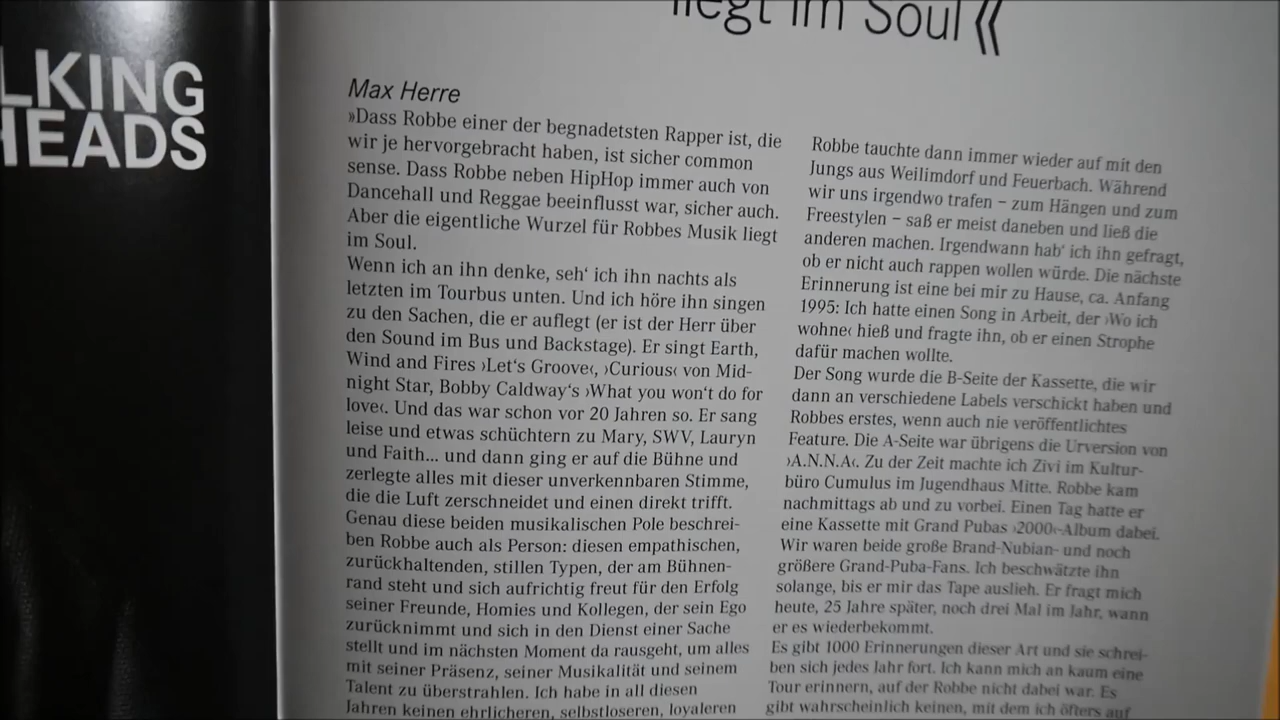 LKING
HEADS
liegt im Soul«
Max Herre
»Dass Robbe einer der begnadetsten Rapper ist, die
wir je hervorgebracht haben, ist sicher common
sense. Dass Robbe neben HipHop immer auch von
Dancehall und Reggae beeinflusst war, sicher auch.
Aber die eigentliche Wurzel für Robbes Musik liegt
im Soul.
Wenn ich an ihn denke, seh‘ ich ihn nachts als
letzten im Tourbus unten. Und ich höre ihn singen
zu den Sachen, die er auflegt (er ist der Herr über
den Sound im Bus und Backstage). Er singt Earth,
Wind and Fires ›Let‘s Groove‹, ›Curious‹ von Mid-
night Star, Bobby Caldway‘s ›What you won‘t do for
love‹. Und das war schon vor 20 Jahren so. Er sang
leise und etwas schüchtern zu Mary, SWV, Lauryn
und Faith... und dann ging er auf die Bühne und
zerlegte alles mit dieser unverkennbaren Stimme,
die die Luft zerschneidet und einen direkt trifft.
Genau diese beiden musikalischen Pole beschrei-
ben Robbe auch als Person: diesen empathischen,
zurückhaltenden, stillen Typen, der am Bühnen-
rand steht und sich aufrichtig freut für den Erfolg
seiner Freunde, Homies und Kollegen, der sein Ego
zurücknimmt und sich in den Dienst einer Sache
stellt und im nächsten Moment da rausgeht, um alles
mit seiner Präsenz, seiner Musikalität und seinem
Talent zu überstrahlen. Ich habe in all diesen
Jahren keinen ehrlicheren, selbstloseren, loyaleren
Robbe tauchte dann immer wieder auf mit den
Jungs aus Weilimdorf und Feuerbach. Während
wir uns irgendwo trafen – zum Hängen und zum
Freestylen – saß er meist daneben und ließ die
anderen machen. Irgendwann hab‘ ich ihn gefragt,
ob er nicht auch rappen wollen würde. Die nächste
Erinnerung ist eine bei mir zu Hause, ca. Anfang
1995: Ich hatte einen Song in Arbeit, der ›Wo ich
wohne‹ hieß und fragte ihn, ob er einen Strophe
dafür machen wollte.
Der Song wurde die B-Seite der Kassette, die wir
dann an verschiedene Labels verschickt haben und
Robbes erstes, wenn auch nie veröffentlichtes
Feature. Die A-Seite war übrigens die Urversion von
›A.N.N.A‹. Zu der Zeit machte ich Zivi im Kultur-
büro Cumulus im Jugendhaus Mitte. Robbe kam
nachmittags ab und zu vorbei. Einen Tag hatte er
eine Kassette mit Grand Pubas ›2000‹-Album dabei.
Wir waren beide große Brand-Nubian- und noch
größere Grand-Puba-Fans. Ich beschwätzte ihn
solange, bis er mir das Tape auslieh. Er fragt mich
heute, 25 Jahre später, noch drei Mal im Jahr, wann
er es wiederbekommt.
Es gibt 1000 Erinnerungen dieser Art und sie schrei-
ben sich jedes Jahr fort. Ich kann mich an kaum eine
Tour erinnern, auf der Robbe nicht dabei war. Es
gibt wahrscheinlich keinen, mit dem ich öfters auf